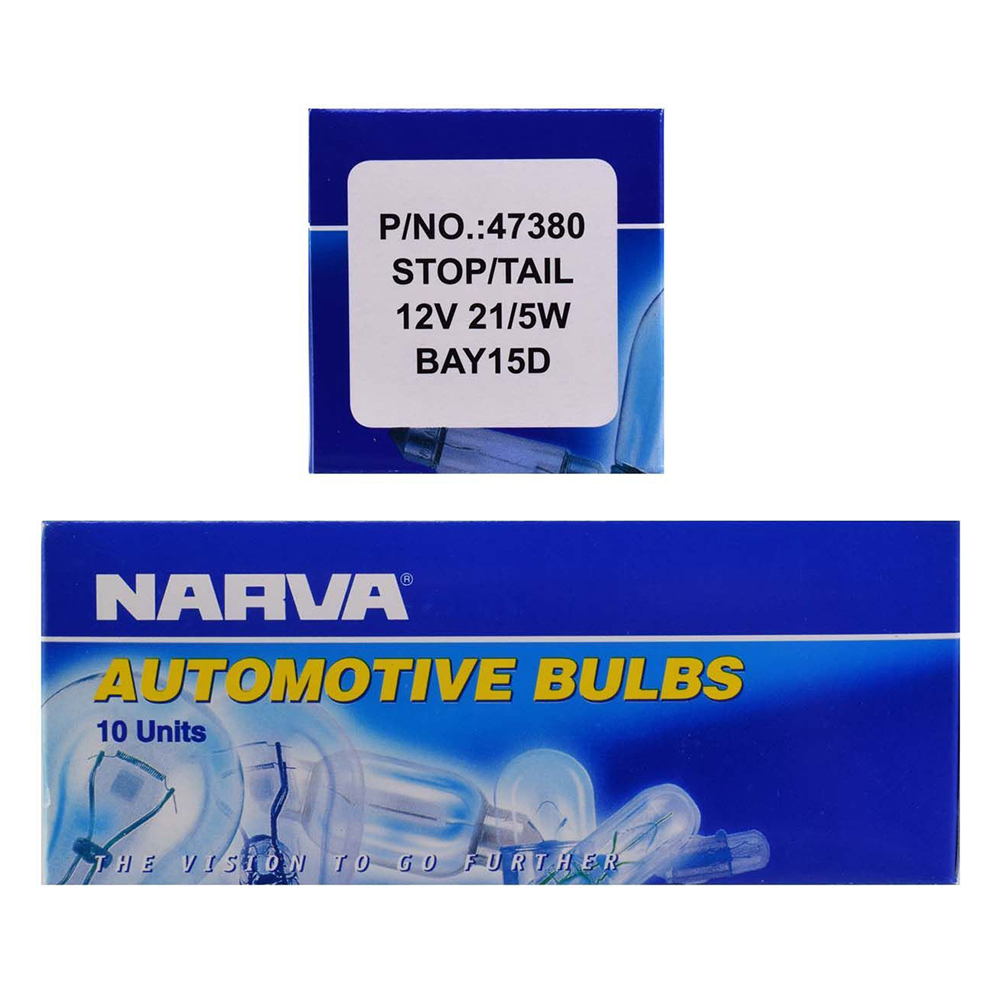 P/NO.:47380
STOP/TAIL
12V 21/5W
BAY15D
NARVA®
AUTOMOTIVE BULBS
10 Units
THE VISION TO GO FURTHER